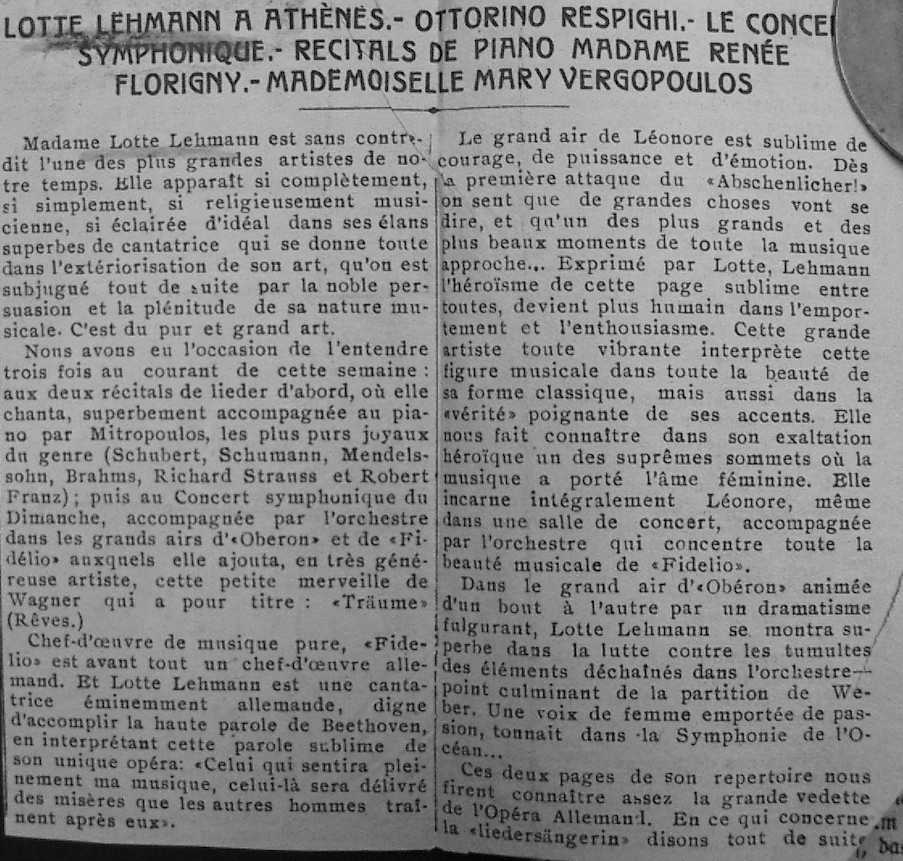 LOTTE LEHMANN A ATHÈNES.- OTTORINO RESPIGHI.- LE CONCE
SYMPHONIQUE.- RECITALS DE PIANO MADAME RENÉE
FLORIGNY.- MADEMOISELLE MARY VERGOPOULOS
Madame Lotte Lehmann est sans contre-
dit l'une des plus grandes artistes de no-
tre temps. Elle apparaît si complètement,
si simplement, si religieusement musi-
cienne, si éclairée d'idéal dans ses élans
superbes de cantatrice qui se donne toute
dans l'extériorisation de son art, qu'on est
subjugué tout de suite par la noble per-
suasion et la plénitude de sa nature mu-
sicale. C'est du pur et grand art.
Nous avons eu l'occasion de l'entendre
trois fois au courant de cette semaine :
aux deux récitals de lieder d'abord, où elle
chanta, superbement accompagnée au pia-
no par Mitropoulos, les plus purs joyaux
du genre (Schubert, Schumann, Mendels-
sohn, Brahms, Richard Strauss et Robert
Franz) ; puis au Concert symphonique du
Dimanche, accompagnée par l'orchestre
dans les grands airs d'«Oberon» et de «Fi-
délio» auxquels elle ajouta, en très géné-
reuse artiste, cette petite merveille de
Wagner qui a pour titre : «Träume»
(Rêves.)
Chef-d'œuvre de musique pure, «Fide-
lio» est avant tout un chef-d'œuvre alle-
mand. Et Lotte Lehmann est une canta-
trice éminemment allemande, digne
d'accomplir la haute parole de Beethoven,
en interprétant cette parole sublime de
son unique opéra: «Celui qui sentira plei-
nement ma musique, celui-là sera délivré
des misères que les autres hommes traî-
nent après eux».
Le grand air de Léonore est sublime de
courage, de puissance et d'émotion. Dès
la première attaque du «Abschenlicher!»
on sent que de grandes choses vont se
dire, et qu'un des plus grands et des
plus beaux moments de toute la musique
approche... Exprimé par Lotte, Lehmann
l'héroïsme de cette page sublime entre
toutes, devient plus humain dans l'empor-
tement et l'enthousiasme. Cette grande
artiste toute vibrante interprète cette
figure musicale dans toute la beauté de
sa forme classique, mais aussi dans la
«vérité» poignante de ses accents. Elle
nous fait connaître dans son exaltation
héroïque un des suprêmes sommets où la
musique a porté l'âme féminine. Elle
incarne intégralement Léonore, même
dans une salle de concert, accompagnée
par l'orchestre qui concentre toute la
beauté musicale de «Fidelio».
Dans le grand air d'«Obéron» animée
d'un bout à l'autre par un dramatisme
fulgurant, Lotte Lehmann se montra su-
perbe dans la lutte contre les tumultes
des éléments déchaînés dans l'orchestre—
point culminant de la partition de We-
ber. Une voix de femme emportée de pas-
sion, tonnait dans la Symphonie de l'O-
céan...
Ces deux pages de son repertoire nous
firent connaître assez la grande vedette
de l'Opéra Allemand. En ce qui concerne
la «liedersängerin» disons tout de suite